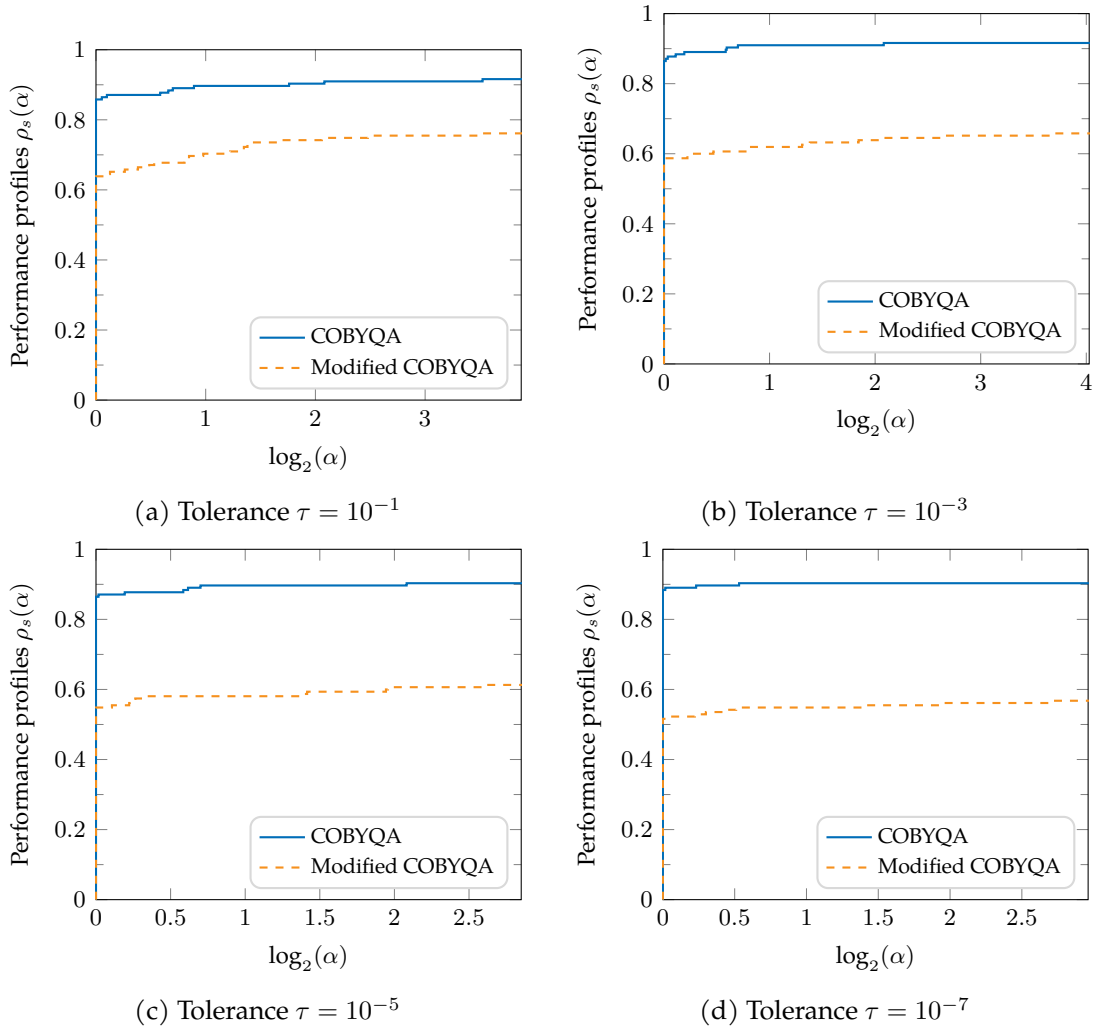 Performance profiles ρₛ(α)
1
0.8
0.6
0.4
0.2
0
0 1 2 3
log₂(α)
COBYQA
Modified COBYQA
(a) Tolerance τ = 10⁻¹
Performance profiles ρₛ(α)
1
0.8
0.6
0.4
0.2
0
0 1 2 3 4
log₂(α)
COBYQA
Modified COBYQA
(b) Tolerance τ = 10⁻³
Performance profiles ρₛ(α)
1
0.8
0.6
0.4
0.2
0
0 0.5 1 1.5 2 2.5
log₂(α)
COBYQA
Modified COBYQA
(c) Tolerance τ = 10⁻⁵
Performance profiles ρₛ(α)
1
0.8
0.6
0.4
0.2
0
0 0.5 1 1.5 2 2.5
log₂(α)
COBYQA
Modified COBYQA
(d) Tolerance τ = 10⁻⁷